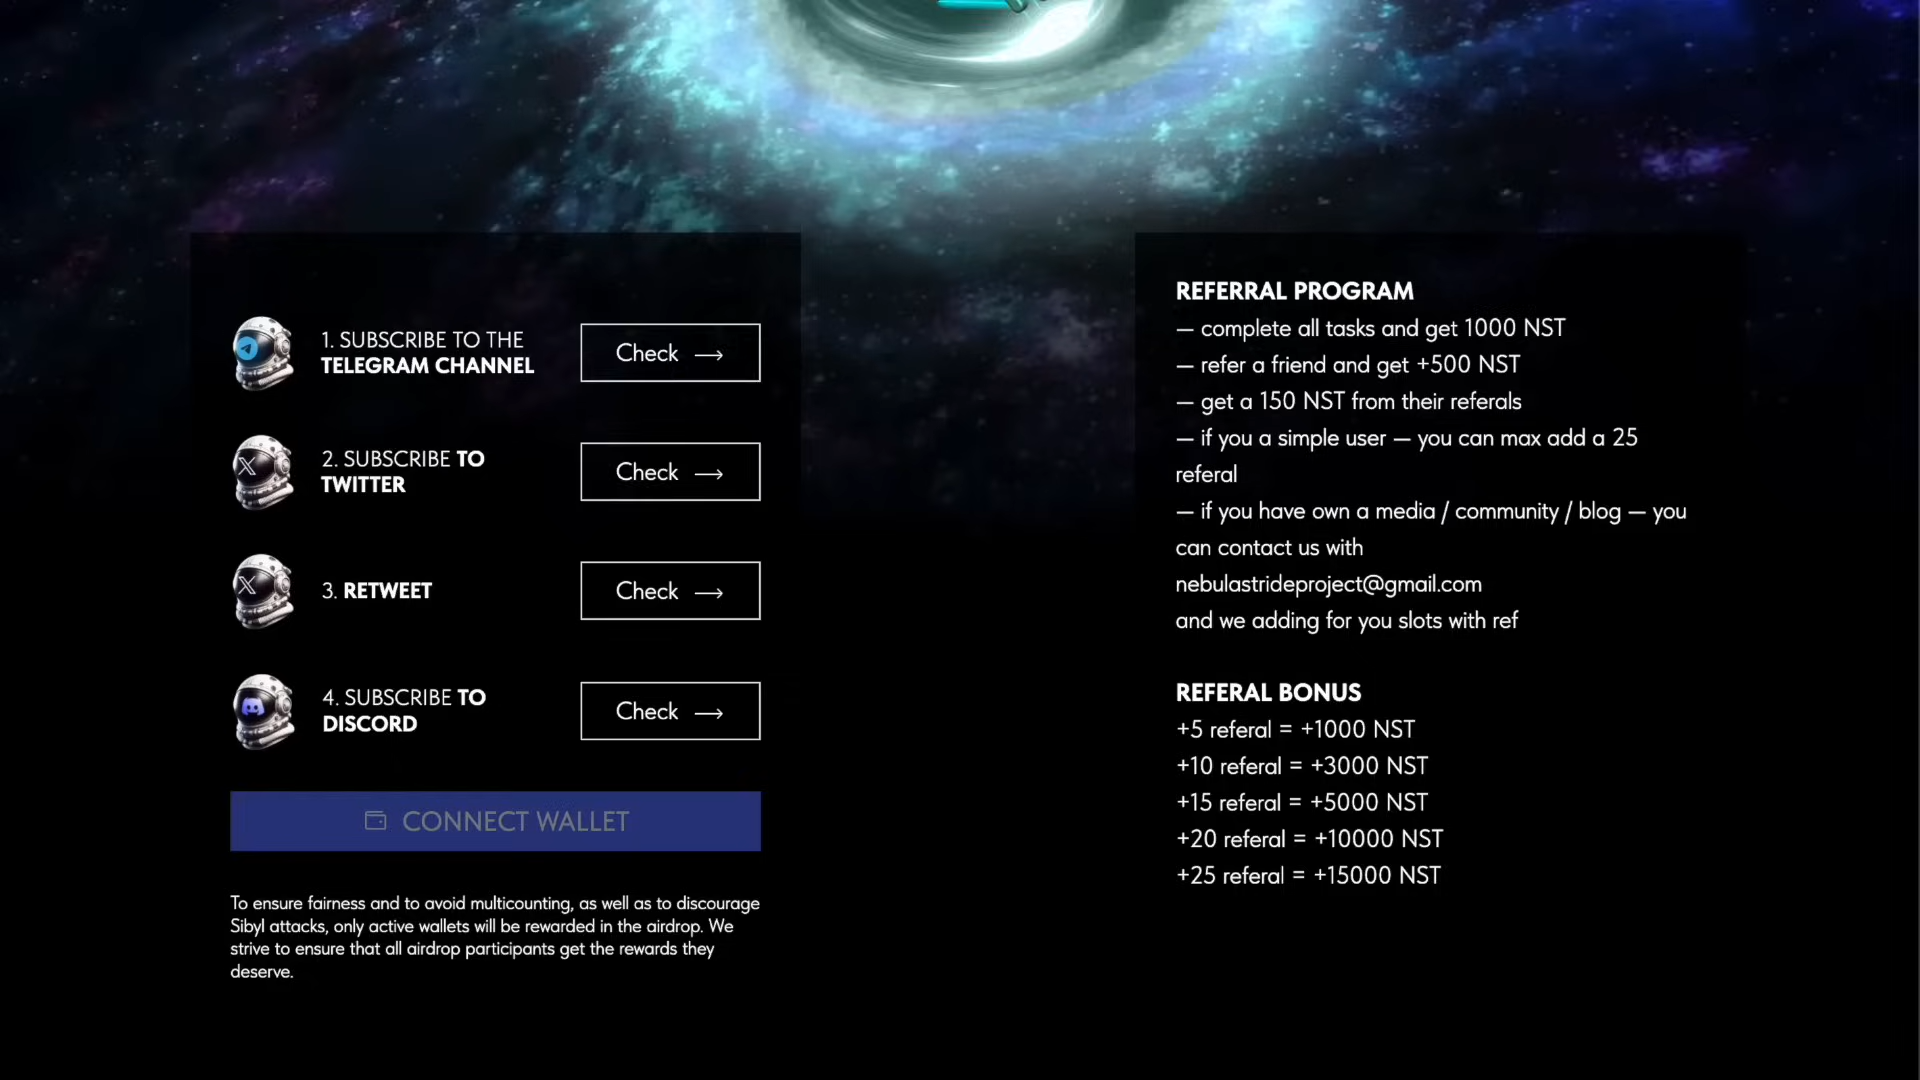 1. SUBSCRIBE TO THE
TELEGRAM CHANNEL
Check
2. SUBSCRIBE TO
TWITTER
Check
3. RETWEET
Check
4. SUBSCRIBE TO
DISCORD
Check
CONNECT WALLET
To ensure fairness and to avoid multicounting, as well as to discourage
Sibyl attacks, only active wallets will be rewarded in the airdrop. We
strive to ensure that all airdrop participants get the rewards they
deserve.
REFERRAL PROGRAM
— complete all tasks and get 1000 NST
— refer a friend and get +500 NST
— get a 150 NST from their referals
— if you a simple user — you can max add a 25
referal
— if you have own a media / community / blog — you
can contact us with
nebulastrideproject@gmail.com
and we adding for you slots with ref
REFERAL BONUS
+5 referal = +1000 NST
+10 referal = +3000 NST
+15 referal = +5000 NST
+20 referal = +10000 NST
+25 referal = +15000 NST